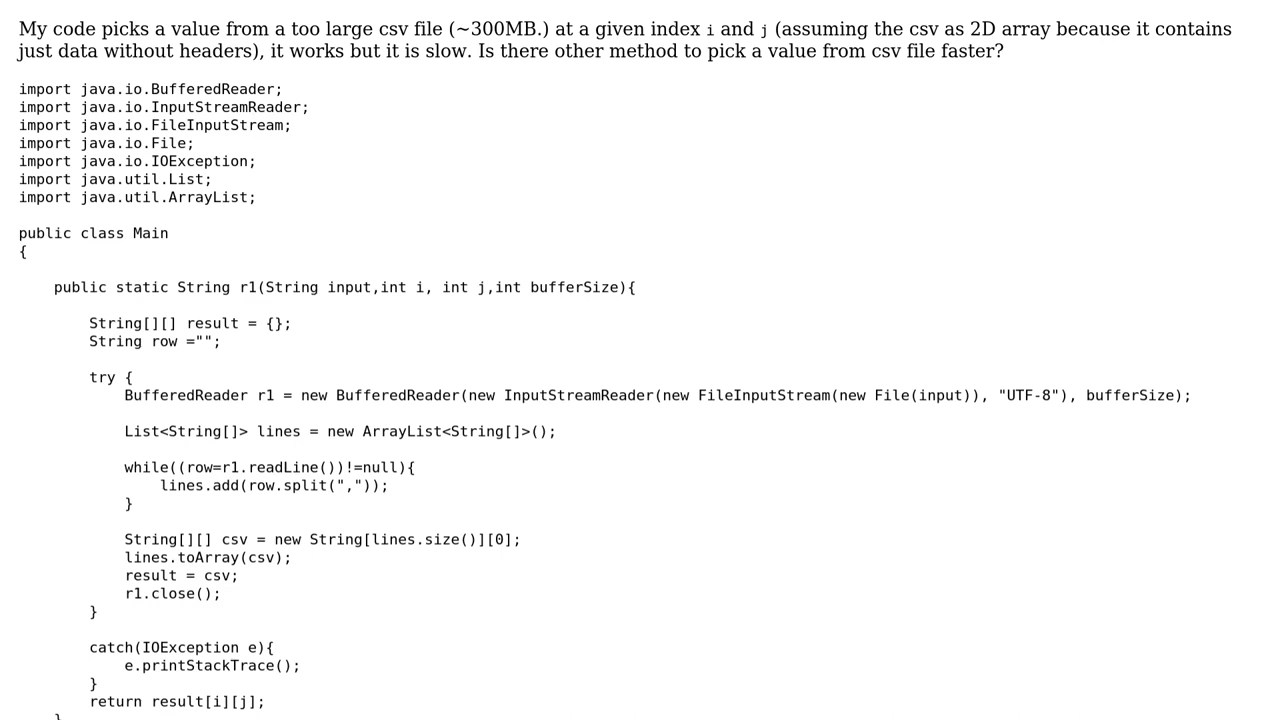 My code picks a value from a too large csv file (~300MB.) at a given index i and j (assuming the csv as 2D array because it contains
just data without headers), it works but it is slow. Is there other method to pick a value from csv file faster?
import java.io.BufferedReader;
import java.io.InputStreamReader;
import java.io.FileInputStream;
import java.io.File;
import java.io.IOException;
import java.util.List;
import java.util.ArrayList;
public class Main
{
public static String r1(String input,int i, int j,int bufferSize){
String[][] result = {};
String row ="";
try {
BufferedReader r1 = new BufferedReader(new InputStreamReader(new FileInputStream(new File(input)), "UTF-8"), bufferSize);
List<String[]> lines = new ArrayList<String[]>();
while((row=r1.readLine())!=null){
lines.add(row.split(","));
}
String[][] csv = new String[lines.size()][0];
lines.toArray(csv);
result = csv;
r1.close();
}
catch(IOException e){
e.printStackTrace();
}
return result[i][j];
}